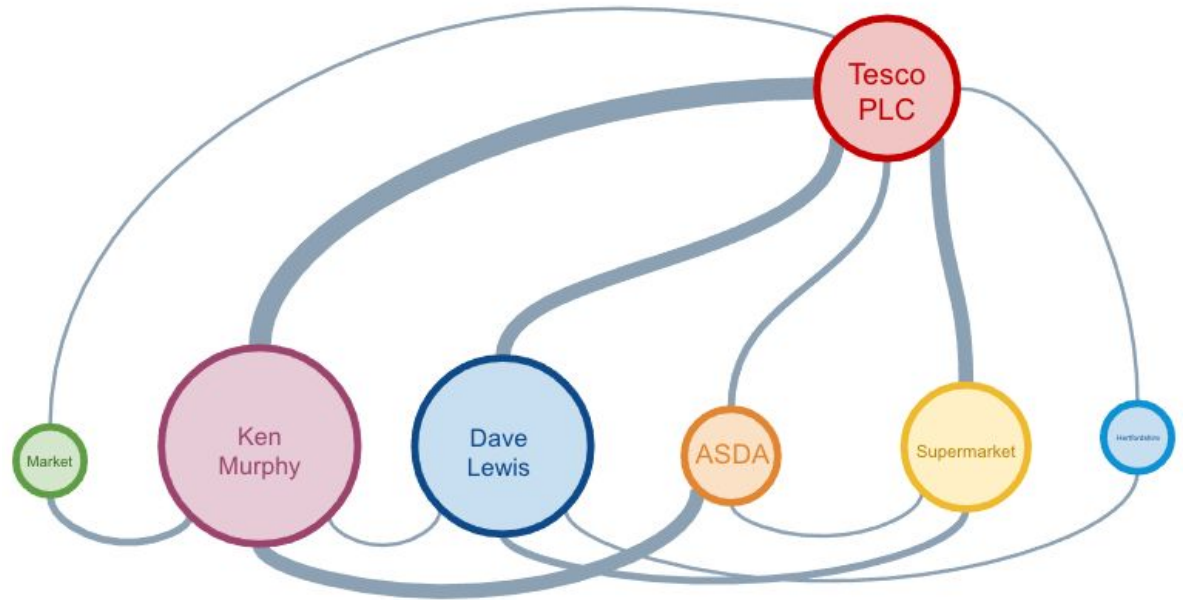 Tesco
PLC
Market
Ken
Murphy
Dave
Lewis
ASDA
Supermarket
Hertfordshire